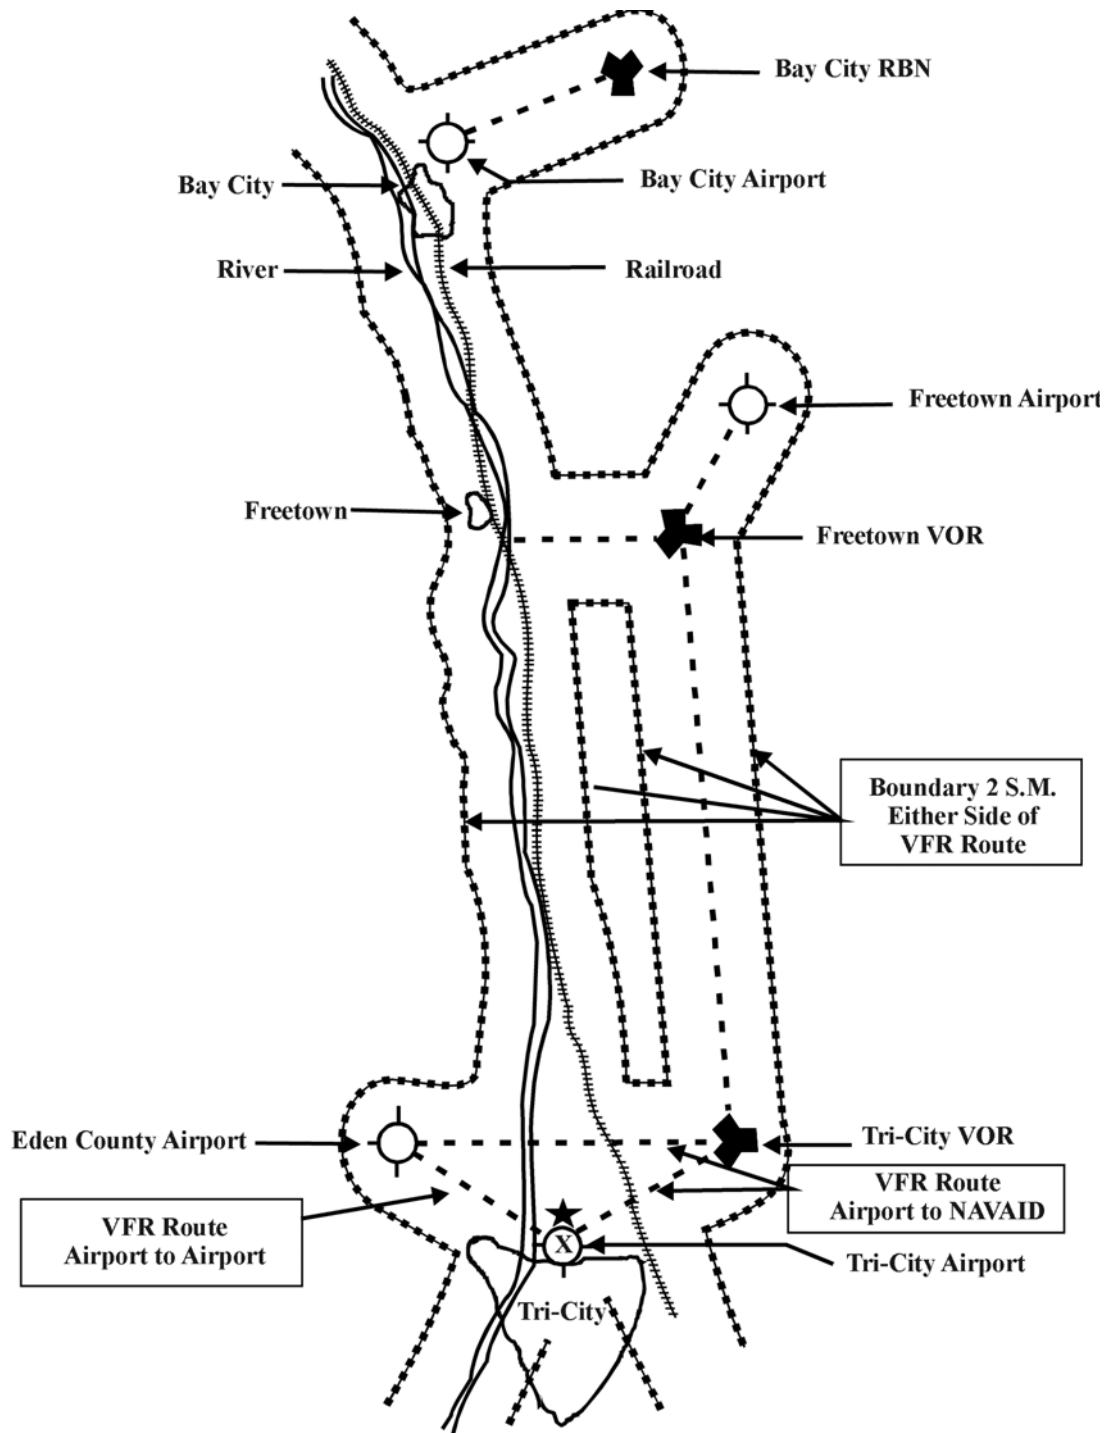 Bay City RBN
Bay City
Bay City Airport
River
Railroad
Freetown Airport
Freetown
Freetown VOR
Boundary 2 S.M.
Either Side of
VFR Route
Eden County Airport
Tri-City VOR
VFR Route
Airport to NAVAID
VFR Route
Airport to Airport
X
Tri-City Airport
Tri-City